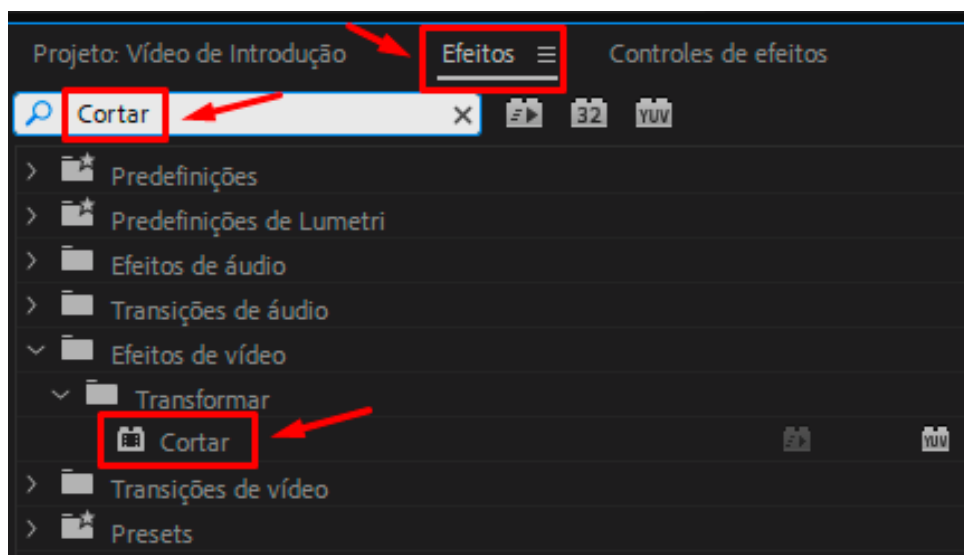 Projeto: Vídeo de Introdução Efeitos Controles de efeitos
Cortar 32 YUV
Predefinições
Predefinições de Lumetri
Efeitos de áudio
Transições de áudio
Efeitos de vídeo
Transformar
Cortar YUV
Transições de vídeo
Presets